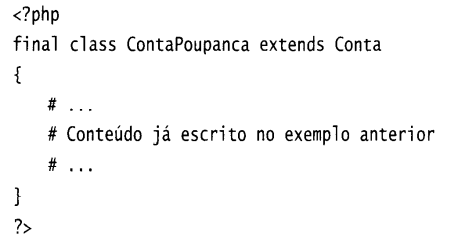 <?php
final class ContaPoupanca extends Conta
{
# ...
# Conteúdo já escrito no exemplo anterior
# ...
}
?>